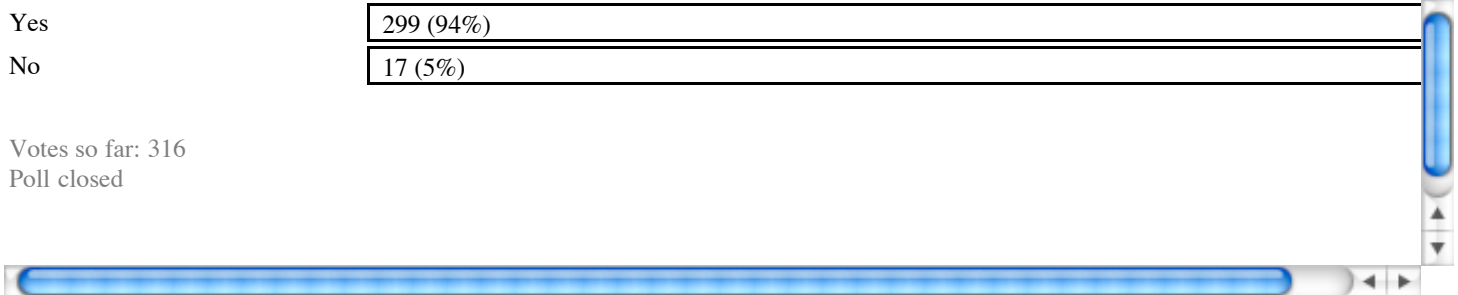 Yes 299 (94%)
No 17 (5%)
Votes so far: 316
Poll closed